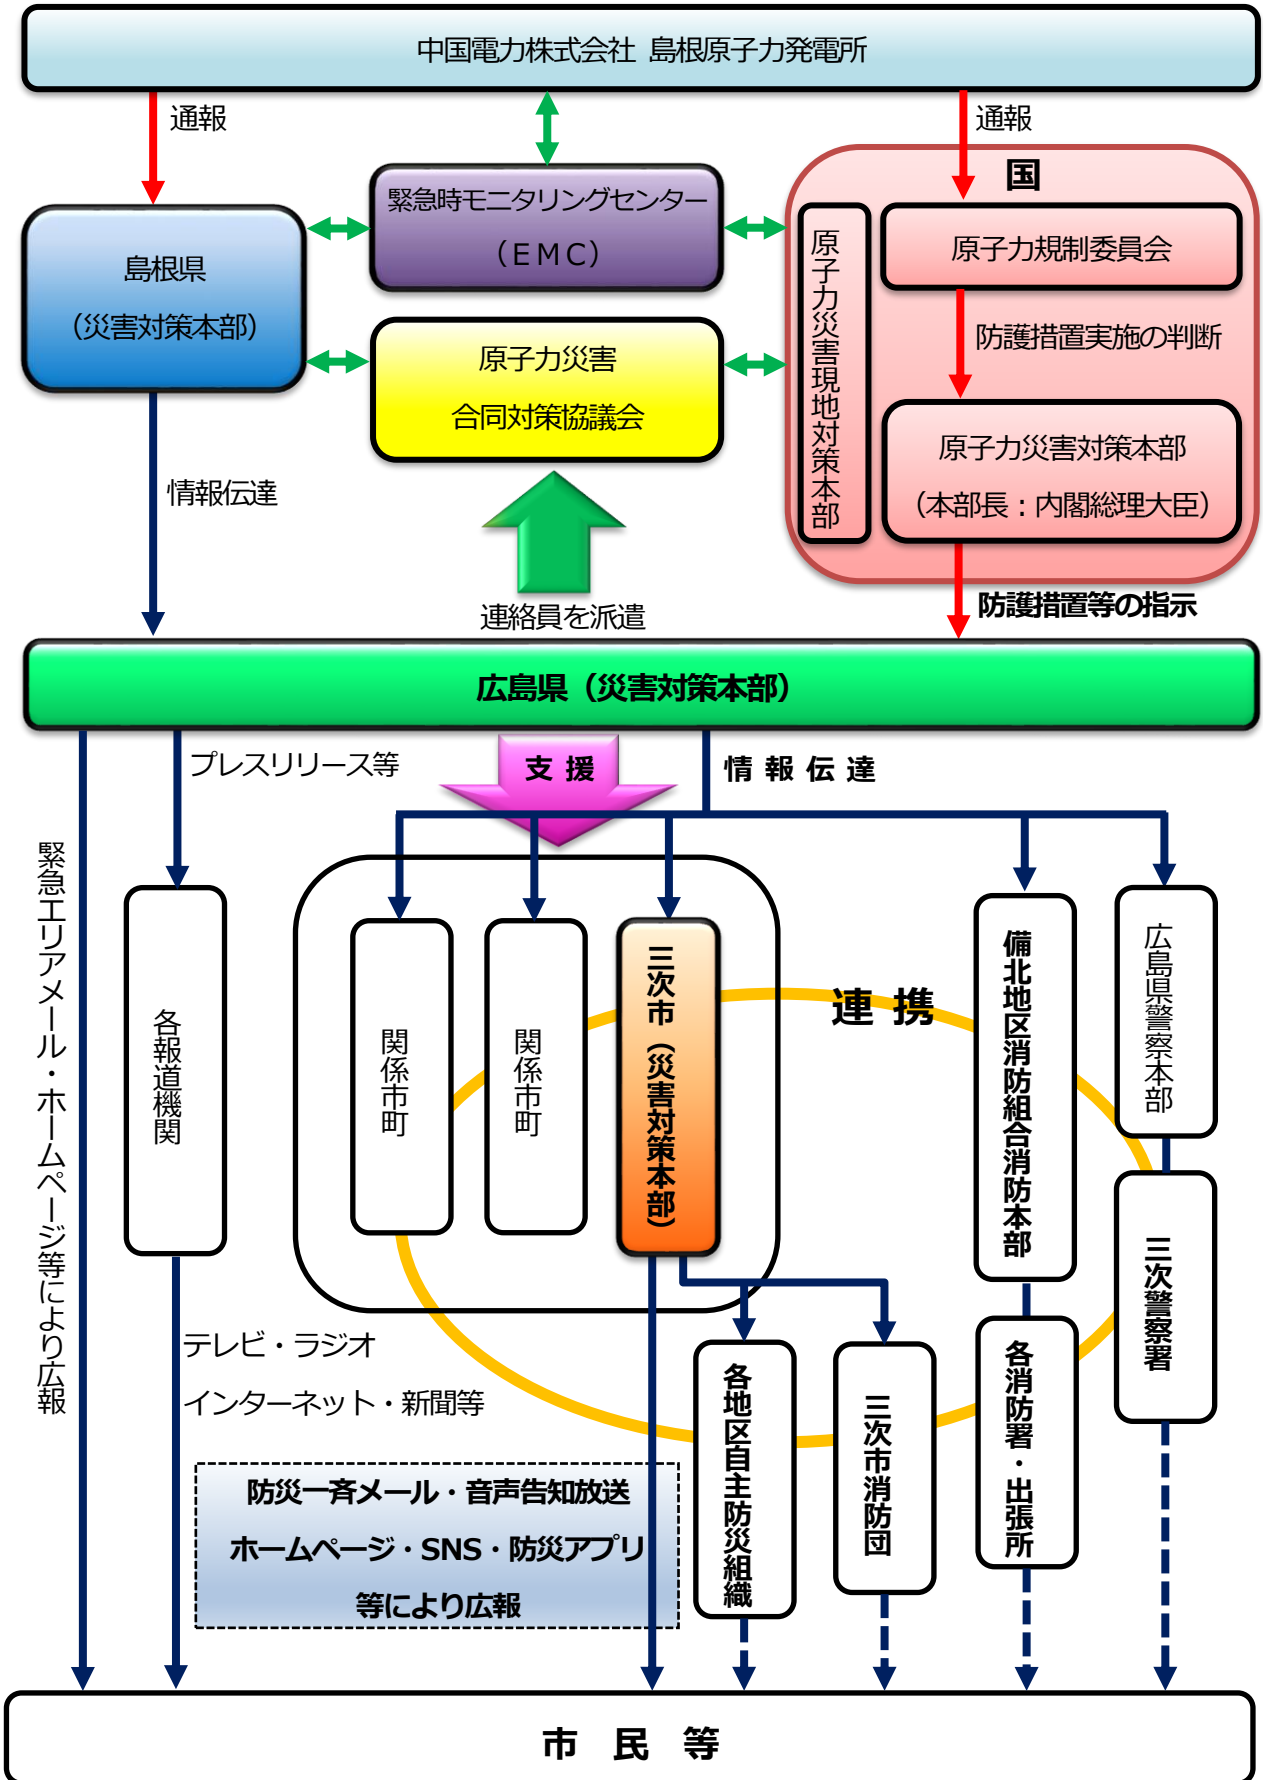 中国電力株式会社 島根原子力発電所
通報
通報
国
緊急時モニタリングセンター
（ＥＭＣ）
島根県
（災害対策本部）
原子力災害現地対策本部
原子力規制委員会
防護措置実施の判断
原子力災害
合同対策協議会
原子力災害対策本部
（本部長：内閣総理大臣）
情報伝達
連絡員を派遣
防護措置等の指示
広島県（災害対策本部）
プレスリリース等
支援
情報伝達
緊急エリアメール・ホームページ等により広報
各報道機関
関係市町
関係市町
三次市（災害対策本部）
連携
備北地区消防組合消防本部
広島県警察本部
三次警察署
テレビ・ラジオ
インターネット・新聞等
各地区自主防災組織
三次市消防団
各消防署・出張所
防災一斉メール・音声告知放送
ホームページ・SNS・防災アプリ
等により広報
市民等